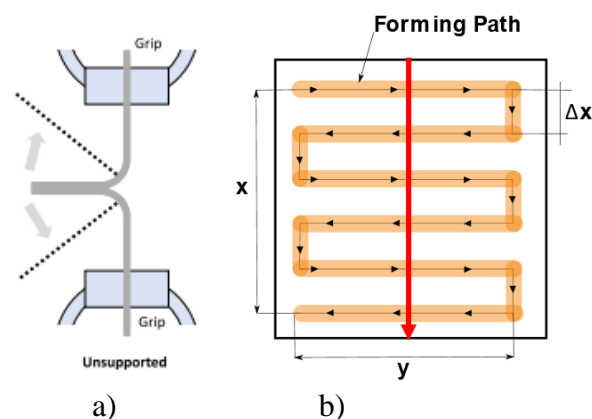 Grip
Grip
Unsupported
a)
Forming Path
Δx
x
y
b)